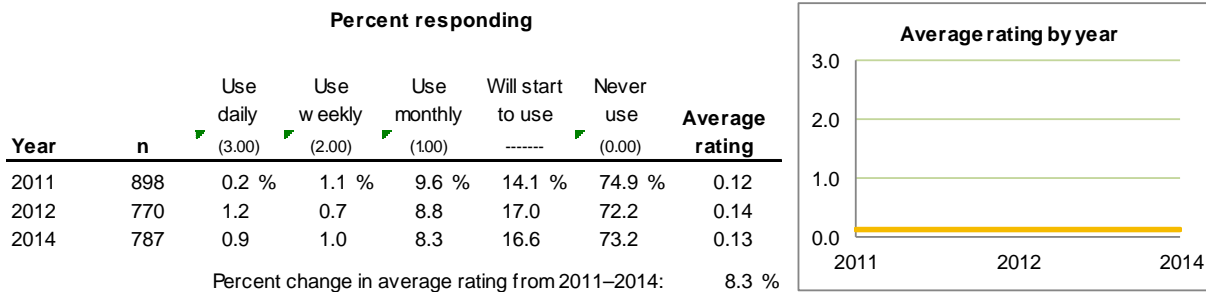 Percent responding
Use daily (3.00) Use weekly (2.00) Use monthly (1.00) Will start to use ------- Never use (0.00) Average rating
Year n
2011 898 0.2 % 1.1 % 9.6 % 14.1 % 74.9 % 0.12
2012 770 1.2 0.7 8.8 17.0 72.2 0.14
2014 787 0.9 1.0 8.3 16.6 73.2 0.13
Percent change in average rating from 2011–2014: 8.3 %
Average rating by year
3.0
2.0
1.0
0.0
2011 2012 2014